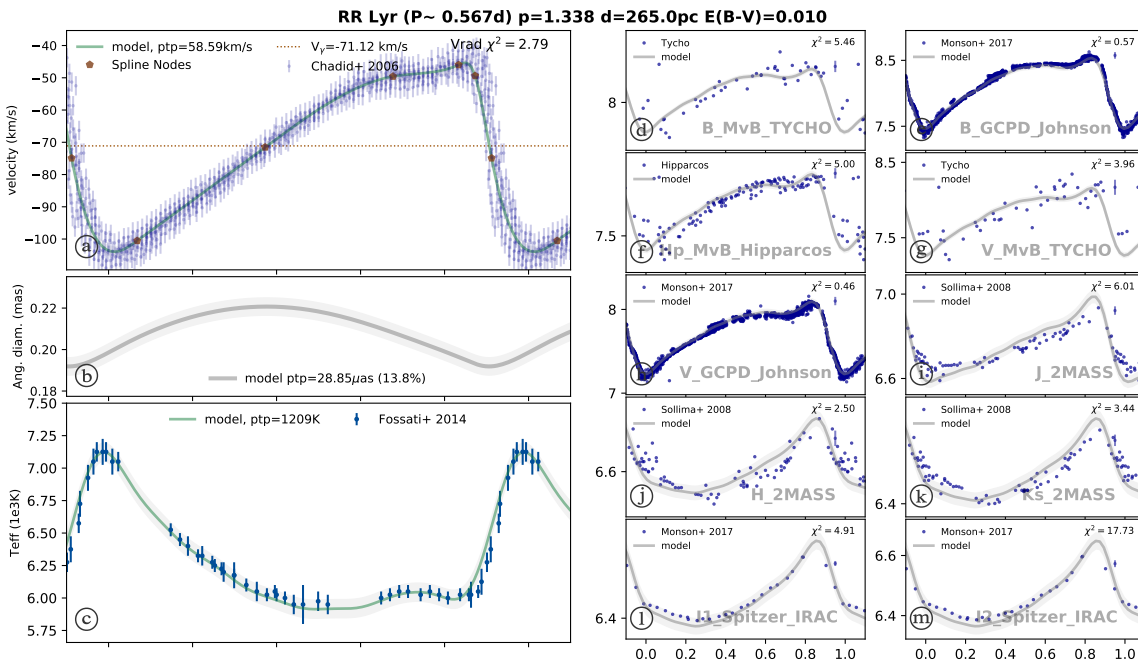 RR Lyr (P~ 0.567d) p=1.338 d=265.0pc E(B-V)=0.010
model, ptp=58.59km/s
Spline Nodes
Vγ=-71.12 km/s
Chadid+ 2006
Vrad χ² = 2.79
velocity (km/s)
−40
−50
−60
−70
−80
−90
−100
a
Ang. diam. (mas)
0.22
0.20
0.18
b
model ptp=28.85μas (13.8%)
Teff (1e3K)
7.50
7.25
7.00
6.75
6.50
6.25
6.00
5.75
c
model, ptp=1209K
Fossati+ 2014
Tycho
model
χ² = 5.46
8
d
B_MvB_TYCHO
Monson+ 2017
model
χ² = 0.57
8.5
7.5
B_GCPD_Johnson
Hipparcos
model
χ² = 5.00
7.5
f
Hp_MvB_Hipparcos
Tycho
model
χ² = 3.96
8.5
7.5
g
V_MvB_TYCHO
Monson+ 2017
model
χ² = 0.46
8
7
V_GCPD_Johnson
Sollima+ 2008
model
χ² = 6.01
7.0
6.6
i
J_2MASS
Sollima+ 2008
model
χ² = 2.50
6.6
j
H_2MASS
Sollima+ 2008
model
χ² = 3.44
6.4
k
Ks_2MASS
Monson+ 2017
model
χ² = 4.91
6.4
l
I1_Spitzer_IRAC
0.0 0.2 0.4 0.6 0.8 1.0
Monson+ 2017
model
χ² = 17.73
6.6
6.4
m
I2_Spitzer_IRAC
0.0 0.2 0.4 0.6 0.8 1.0